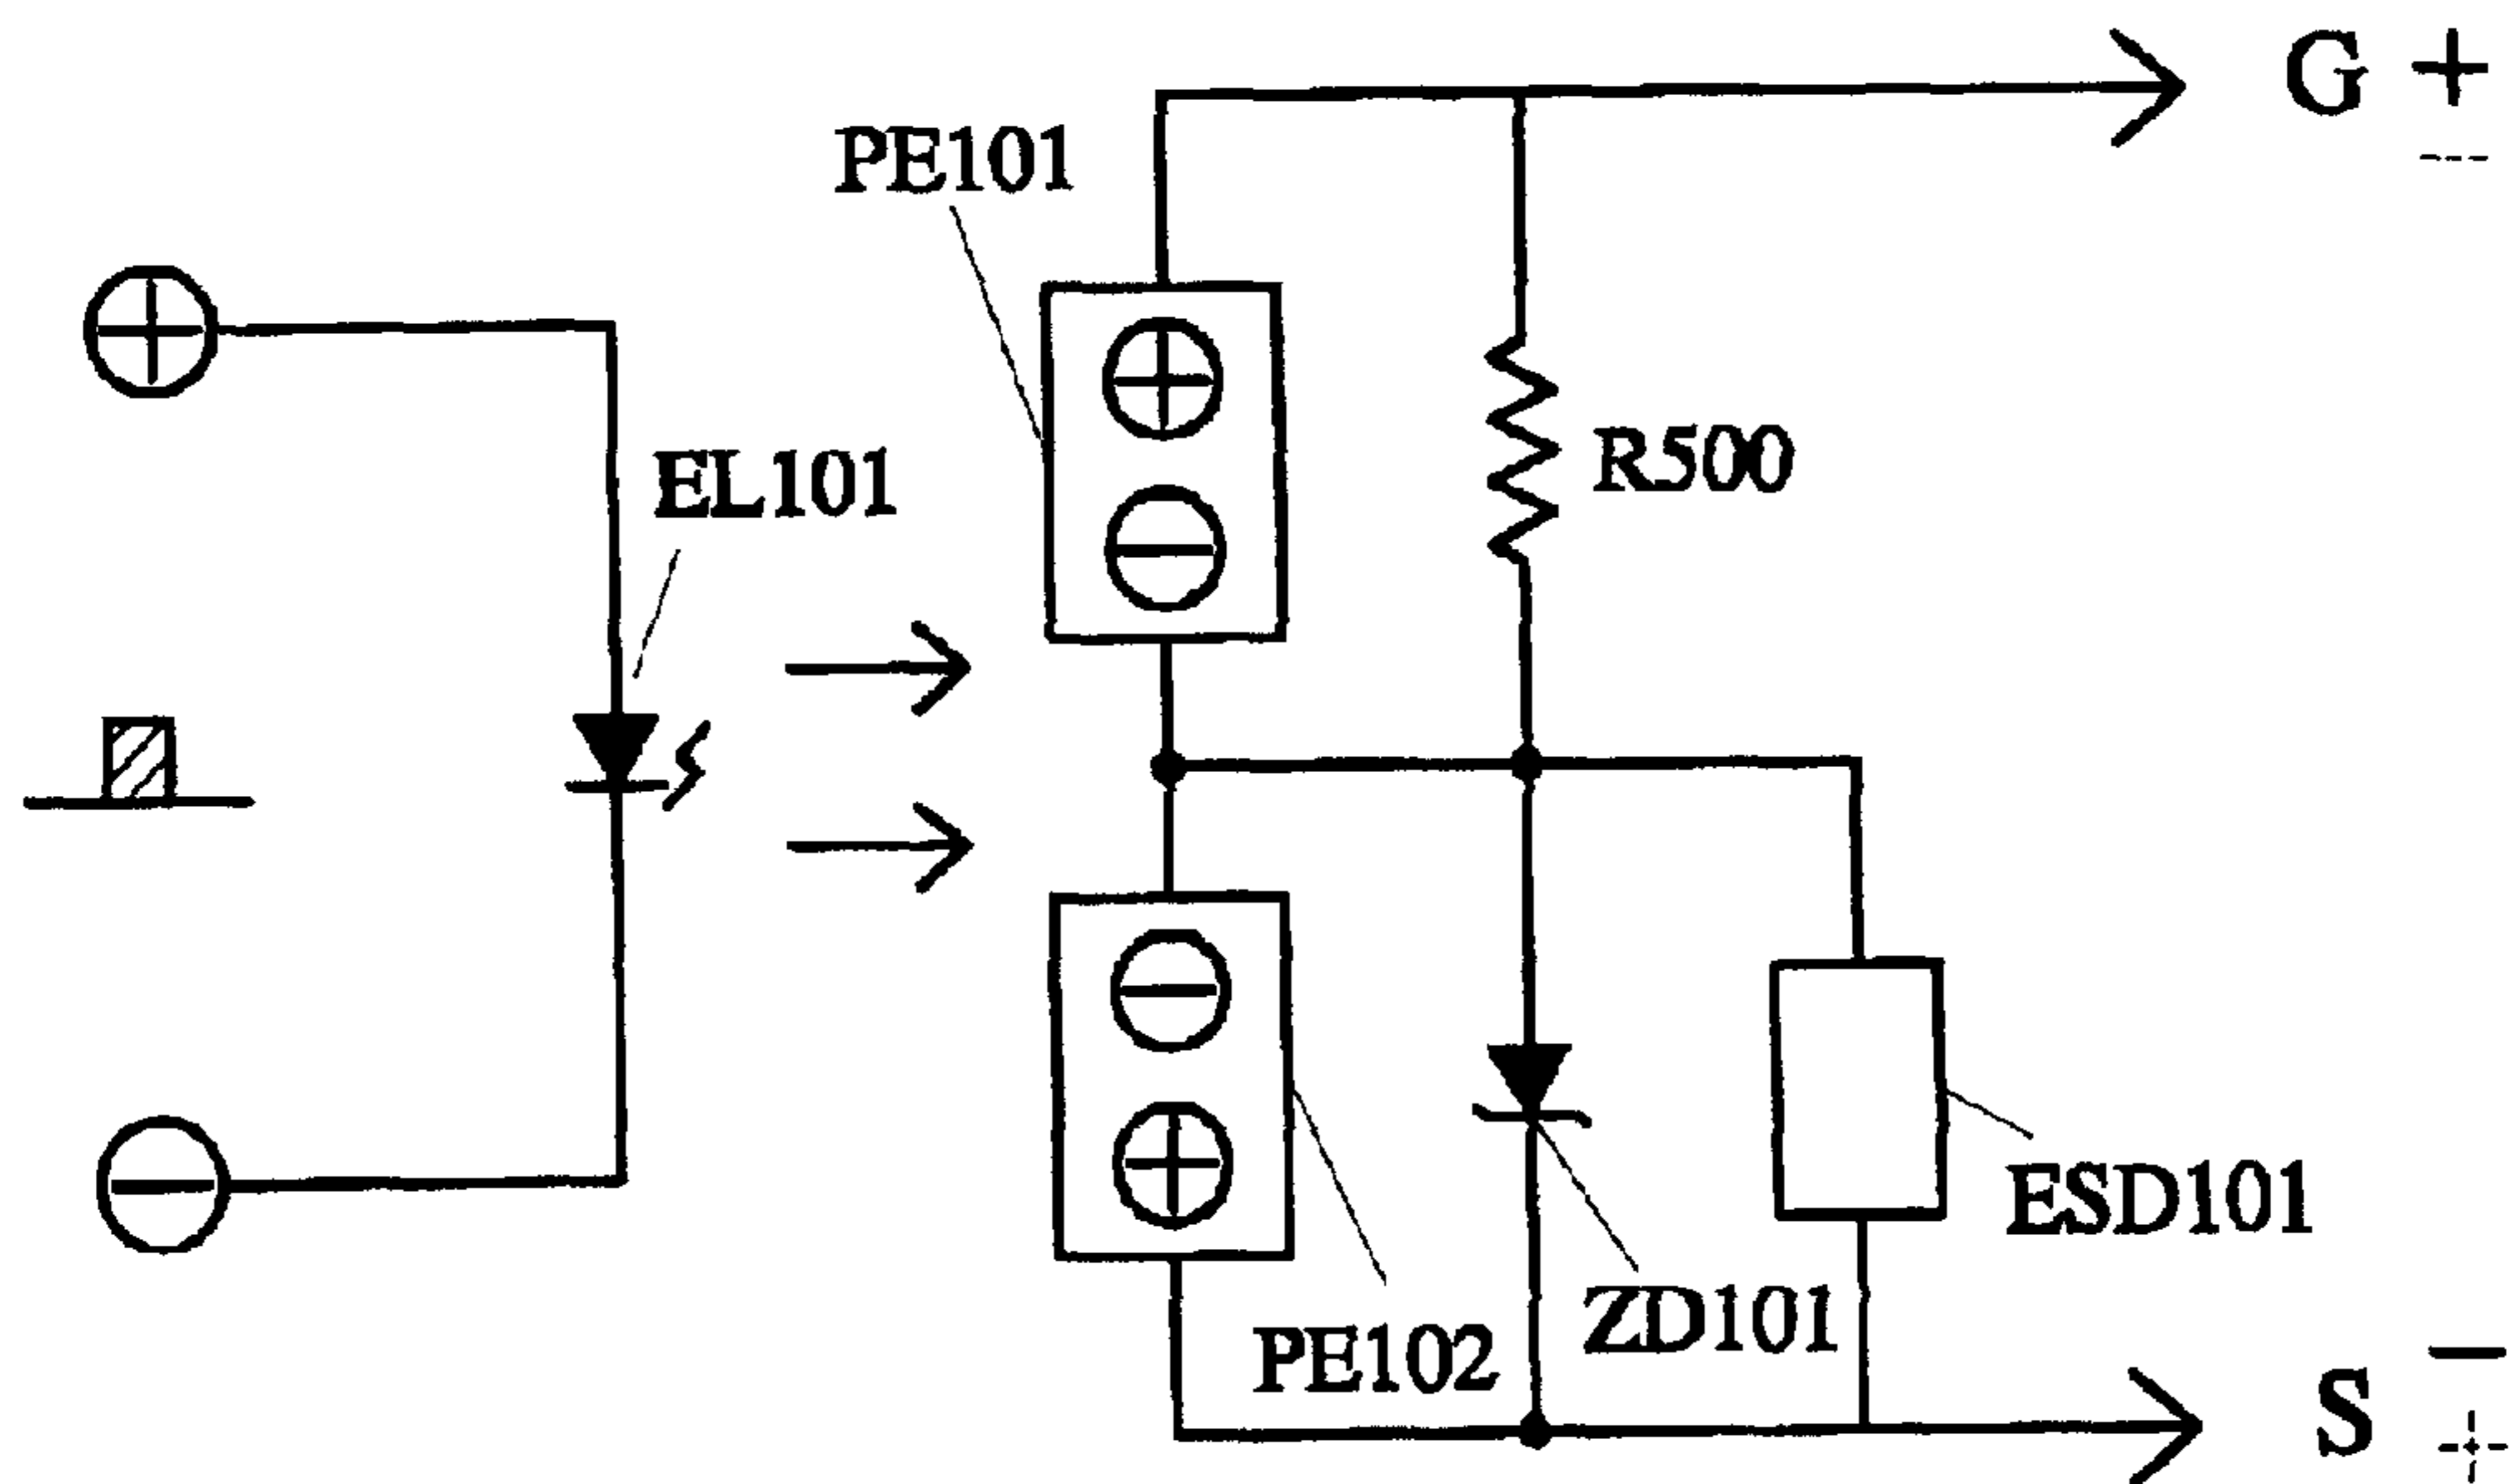 G +
---
PE101
EL101
R500
ESD101
ZD101
PE102
S −
+